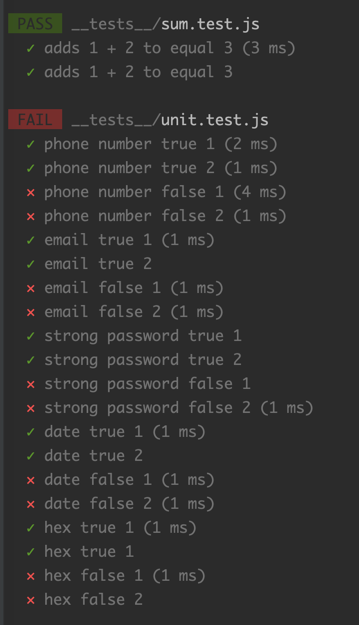 PASS __tests__/sum.test.js
✓ adds 1 + 2 to equal 3 (3 ms)
✓ adds 1 + 2 to equal 3
FAIL __tests__/unit.test.js
✓ phone number true 1 (2 ms)
✓ phone number true 2 (1 ms)
✕ phone number false 1 (4 ms)
✕ phone number false 2 (1 ms)
✓ email true 1 (1 ms)
✓ email true 2
✕ email false 1 (1 ms)
✕ email false 2 (1 ms)
✓ strong password true 1
✓ strong password true 2
✕ strong password false 1
✕ strong password false 2 (1 ms)
✓ date true 1 (1 ms)
✓ date true 2
✕ date false 1 (1 ms)
✕ date false 2 (1 ms)
✓ hex true 1 (1 ms)
✓ hex true 1
✕ hex false 1 (1 ms)
✕ hex false 2